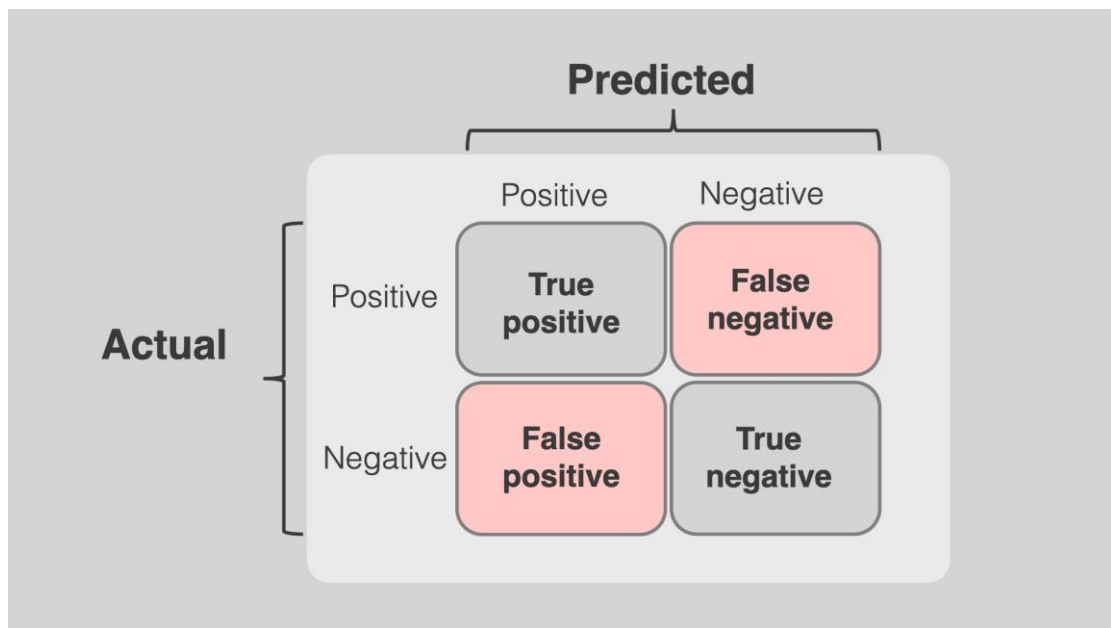 Predicted
Positive Negative
Positive
True
positive
False
negative
Actual
Negative
False
positive
True
negative